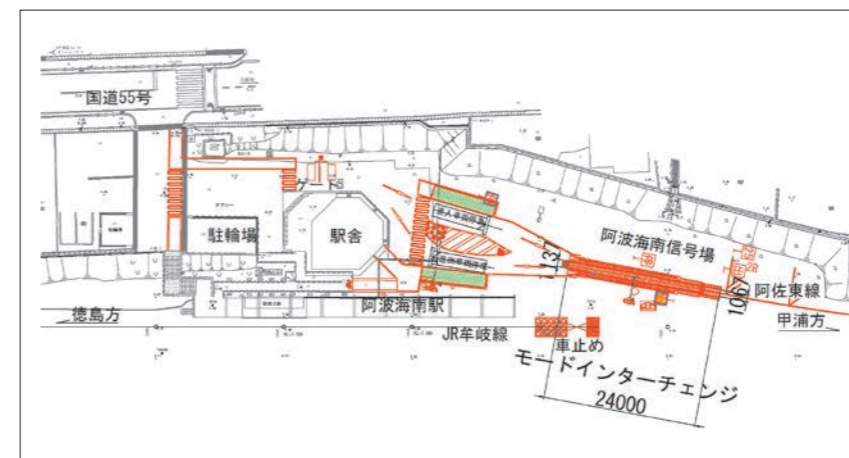 国道55号
ゲート
駐輪場
駅舎
阿波海南信号場
1137
1067
阿佐東線
甲浦方
阿波海南駅
徳島方
JR牟岐線
車止め
モードインターチェンジ
24000